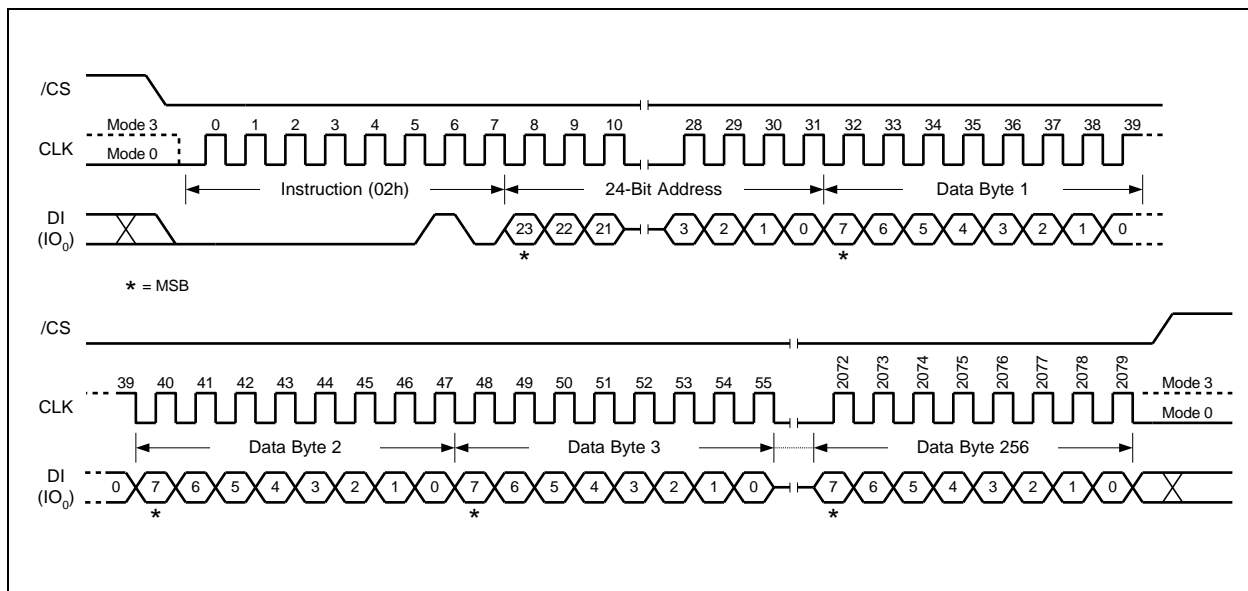 /CS
Mode 3
0 1 2 3 4 5 6 7 8 9 10 28 29 30 31 32 33 34 35 36 37 38 39
CLK
Mode 0
Instruction (02h) 24-Bit Address Data Byte 1
DI
(IO0)
23 22 21 3 2 1 0 7 6 5 4 3 2 1 0
* *
* = MSB
/CS
39 40 41 42 43 44 45 46 47 48 49 50 51 52 53 54 55 2072 2073 2074 2075 2076 2077 2078 2079
Mode 3
CLK
Mode 0
Data Byte 2 Data Byte 3 Data Byte 256
DI
(IO0)
0 7 6 5 4 3 2 1 0 7 6 5 4 3 2 1 0 7 6 5 4 3 2 1 0
* * *